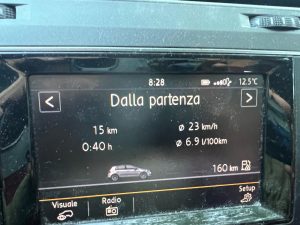 8:28 12.5°C
Dalla partenza
15 km ø 23 km/h
0:40 h ø 6.9 l/100km
160 km
Visuale Radio Setup